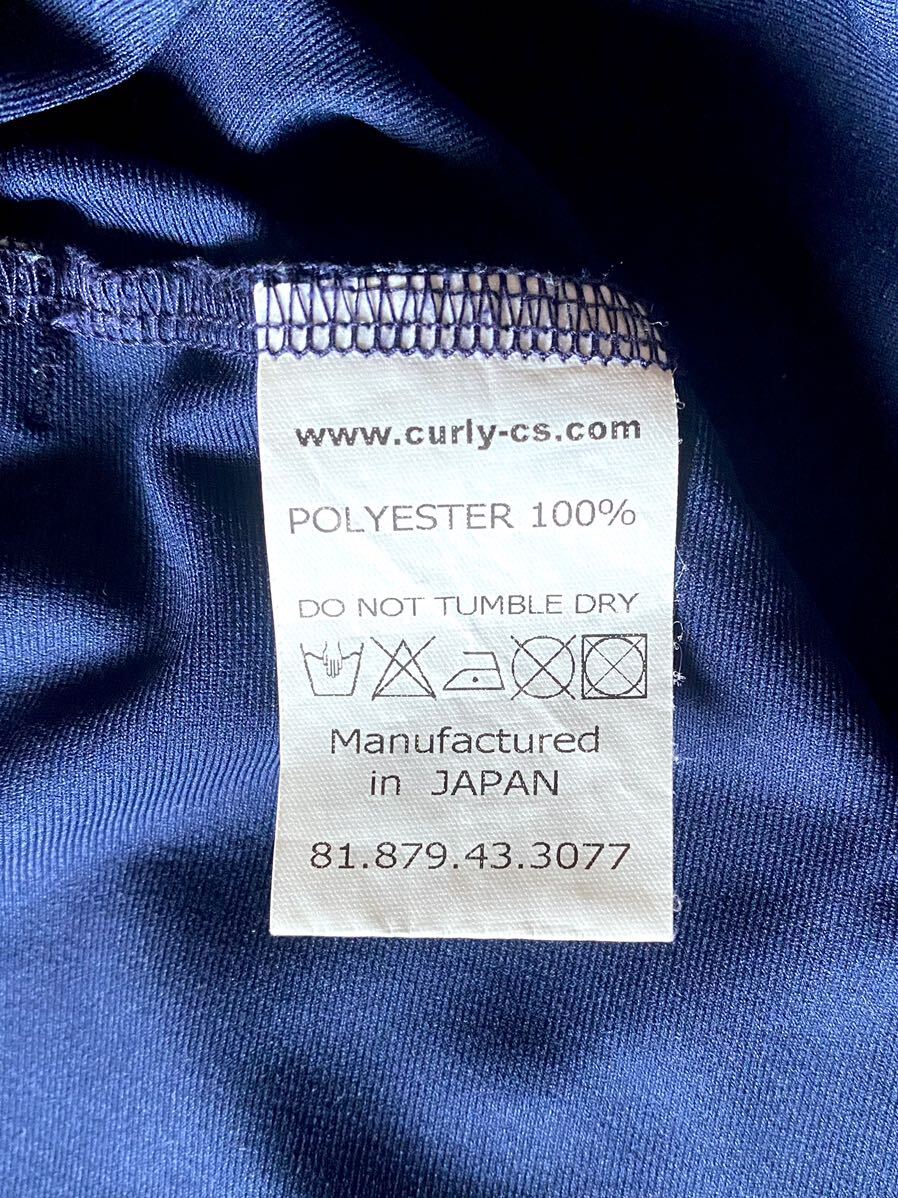 www.curly-cs.com
POLYESTER 100%
DO NOT TUMBLE DRY
Manufactured
in JAPAN
81.879.43.3077